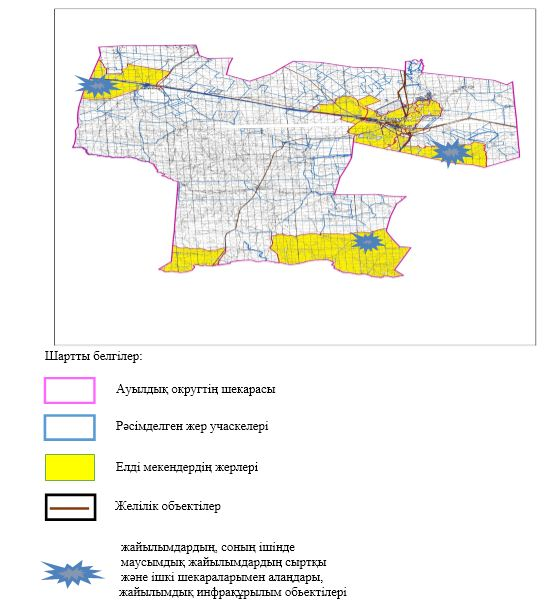 Шартты белгілер:
Ауылдық округтің шекарасы
Рәсімделген жер учаскелері
Елді мекендердің жерлері
Желілік объектілер
жайылымдардың, соның ішінде
маусымдық жайылымдардың сыртқы
және ішкі шекараларымен алаңдары,
жайылымдық инфрақұрылым объектілері